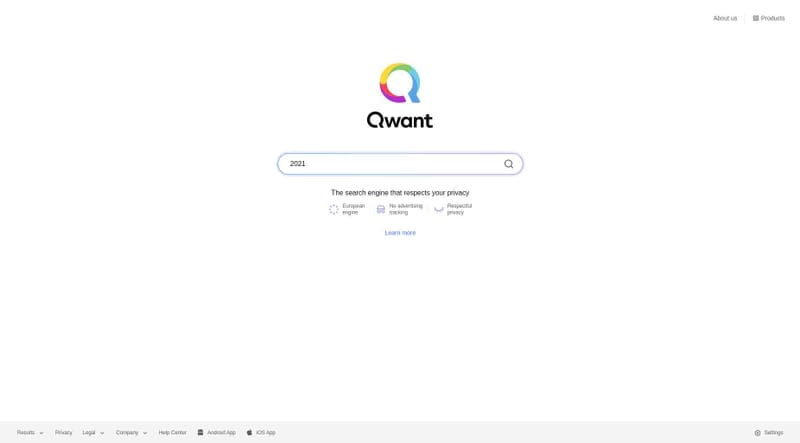 About us
Products
Qwant
2021
The search engine that respects your privacy
European
engine
No advertising
tracking
Respectful
privacy
Learn more
Results
Privacy
Legal
Company
Help Center
Android App
iOS App
Settings